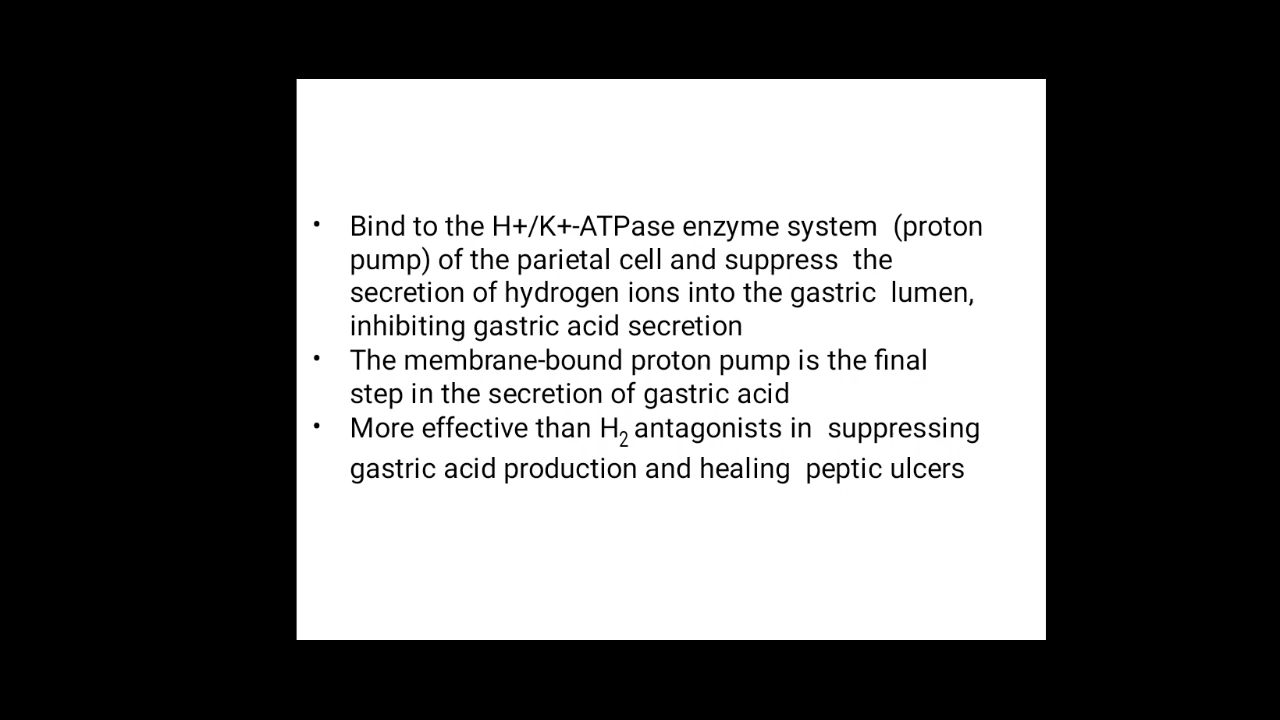 • Bind to the H+/K+-ATPase enzyme system (proton
pump) of the parietal cell and suppress the
secretion of hydrogen ions into the gastric lumen,
inhibiting gastric acid secretion
• The membrane-bound proton pump is the final
step in the secretion of gastric acid
• More effective than H₂ antagonists in suppressing
gastric acid production and healing peptic ulcers